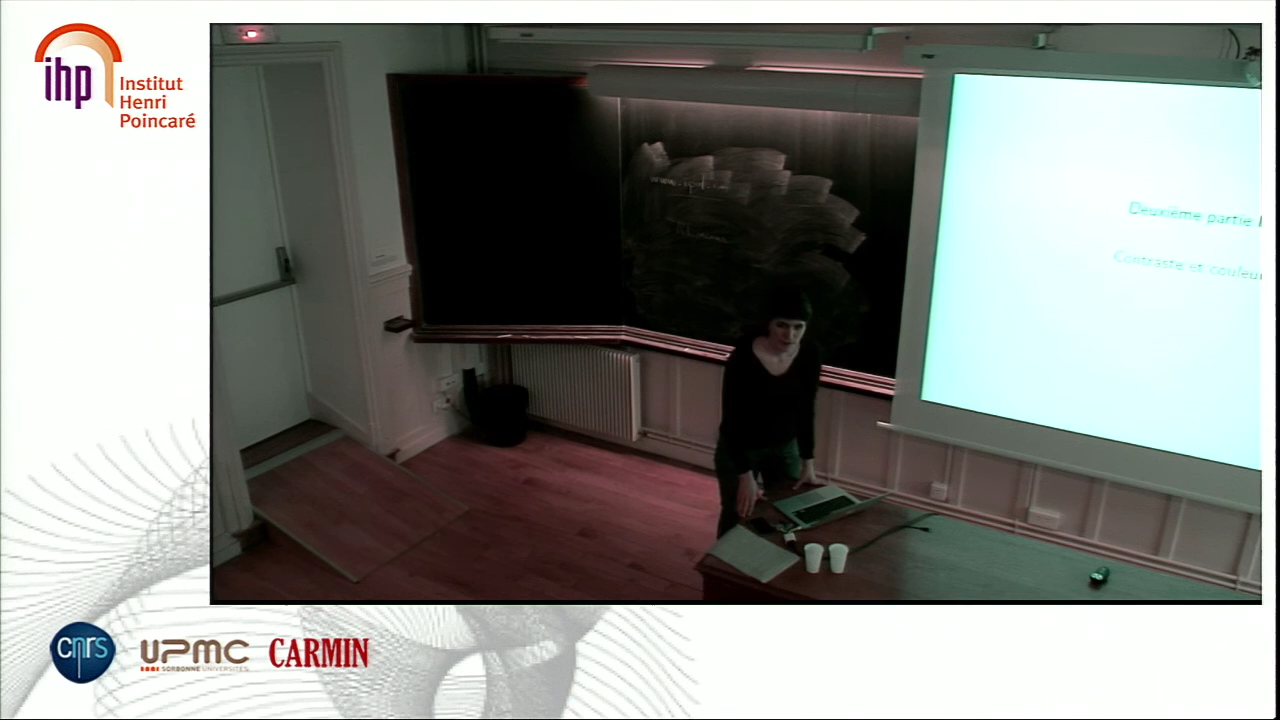 ihp
Institut
Henri
Poincaré
Deuxième partie
Contraste et couleur
cnrs
UPMC
SORBONNE UNIVERSITÉS
CARMIN